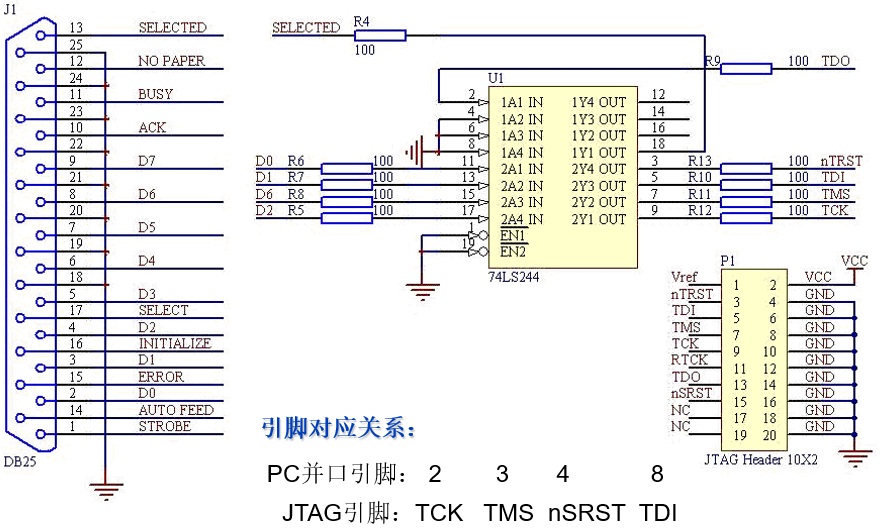 J1
13 SELECTED
25
12 NO PAPER
24
11 BUSY
23
10 ACK
22
9 D7
21
8 D6
20
7 D5
19
6 D4
18
5 D3
17 SELECT
4 D2
16 INITIALIZE
3 D1
15 ERROR
2 D0
14 AUTO FEED
1 STROBE
DB25
SELECTED R4
100
R9 100 TDO
U1
2 1A1 IN 1Y4 OUT 12
4 1A2 IN 1Y3 OUT 14
6 1A3 IN 1Y2 OUT 16
8 1A4 IN 1Y1 OUT 18
D0 R6 100 11 2A1 IN 2Y4 OUT 3 R13 100 nTRST
D1 R7 100 13 2A2 IN 2Y3 OUT 5 R10 100 TDI
D6 R8 100 15 2A3 IN 2Y2 OUT 7 R11 100 TMS
D2 R5 100 17 2A4 IN 2Y1 OUT 9 R12 100 TCK
1 EN1
19 EN2
74LS244
P1 VCC
Vref 1 2 VCC
nTRST 3 4 GND
TDI 5 6 GND
TMS 7 8 GND
TCK 9 10 GND
RTCK 11 12 GND
TDO 13 14 GND
nSRST 15 16 GND
NC 17 18 GND
NC 19 20 GND
JTAG Header 10X2
引脚对应关系：
PC并口引脚： 2 3 4 8
JTAG引脚：TCK TMS nSRST TDI